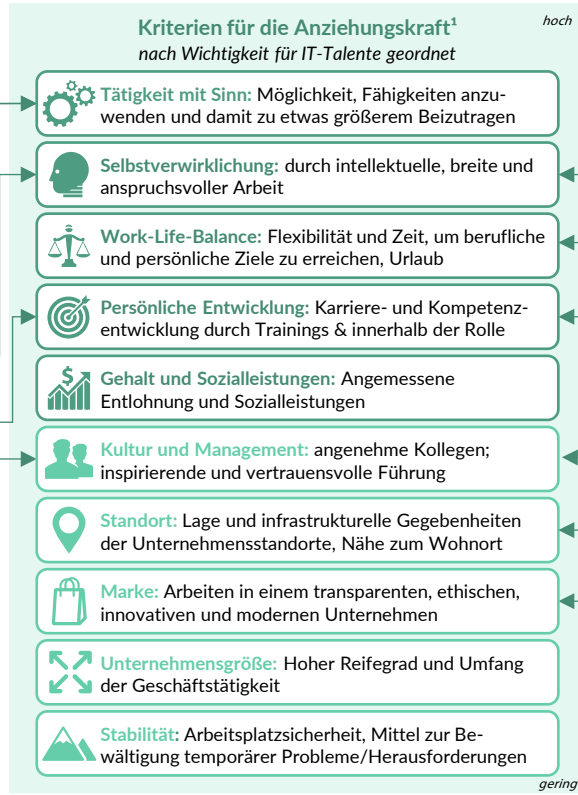 Kriterien für die Anziehungskraft¹
hoch
nach Wichtigkeit für IT-Talente geordnet
Tätigkeit mit Sinn: Möglichkeit, Fähigkeiten anzu-
wenden und damit zu etwas größerem Beizutragen
Selbstverwirklichung: durch intellektuelle, breite und
anspruchsvoller Arbeit
Work-Life-Balance: Flexibilität und Zeit, um berufliche
und persönliche Ziele zu erreichen, Urlaub
Persönliche Entwicklung: Karriere- und Kompetenz-
entwicklung durch Trainings & innerhalb der Rolle
Gehalt und Sozialleistungen: Angemessene
Entlohnung und Sozialleistungen
Kultur und Management: angenehme Kollegen;
inspirierende und vertrauensvolle Führung
Standort: Lage und infrastrukturelle Gegebenheiten
der Unternehmensstandorte, Nähe zum Wohnort
Marke: Arbeiten in einem transparenten, ethischen,
innovativen und modernen Unternehmen
Unternehmensgröße: Hoher Reifegrad und Umfang
der Geschäftstätigkeit
Stabilität: Arbeitsplatzsicherheit, Mittel zur Be-
wältigung temporärer Probleme/Herausforderungen
gering